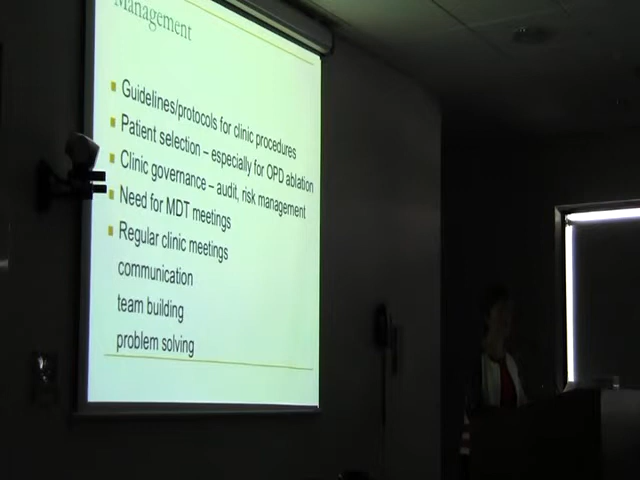 Management
Guidelines/protocols for clinic procedures
Patient selection – especially for OPD ablation
Clinic governance – audit, risk management
Need for MDT meetings
Regular clinic meetings
communication
team building
problem solving